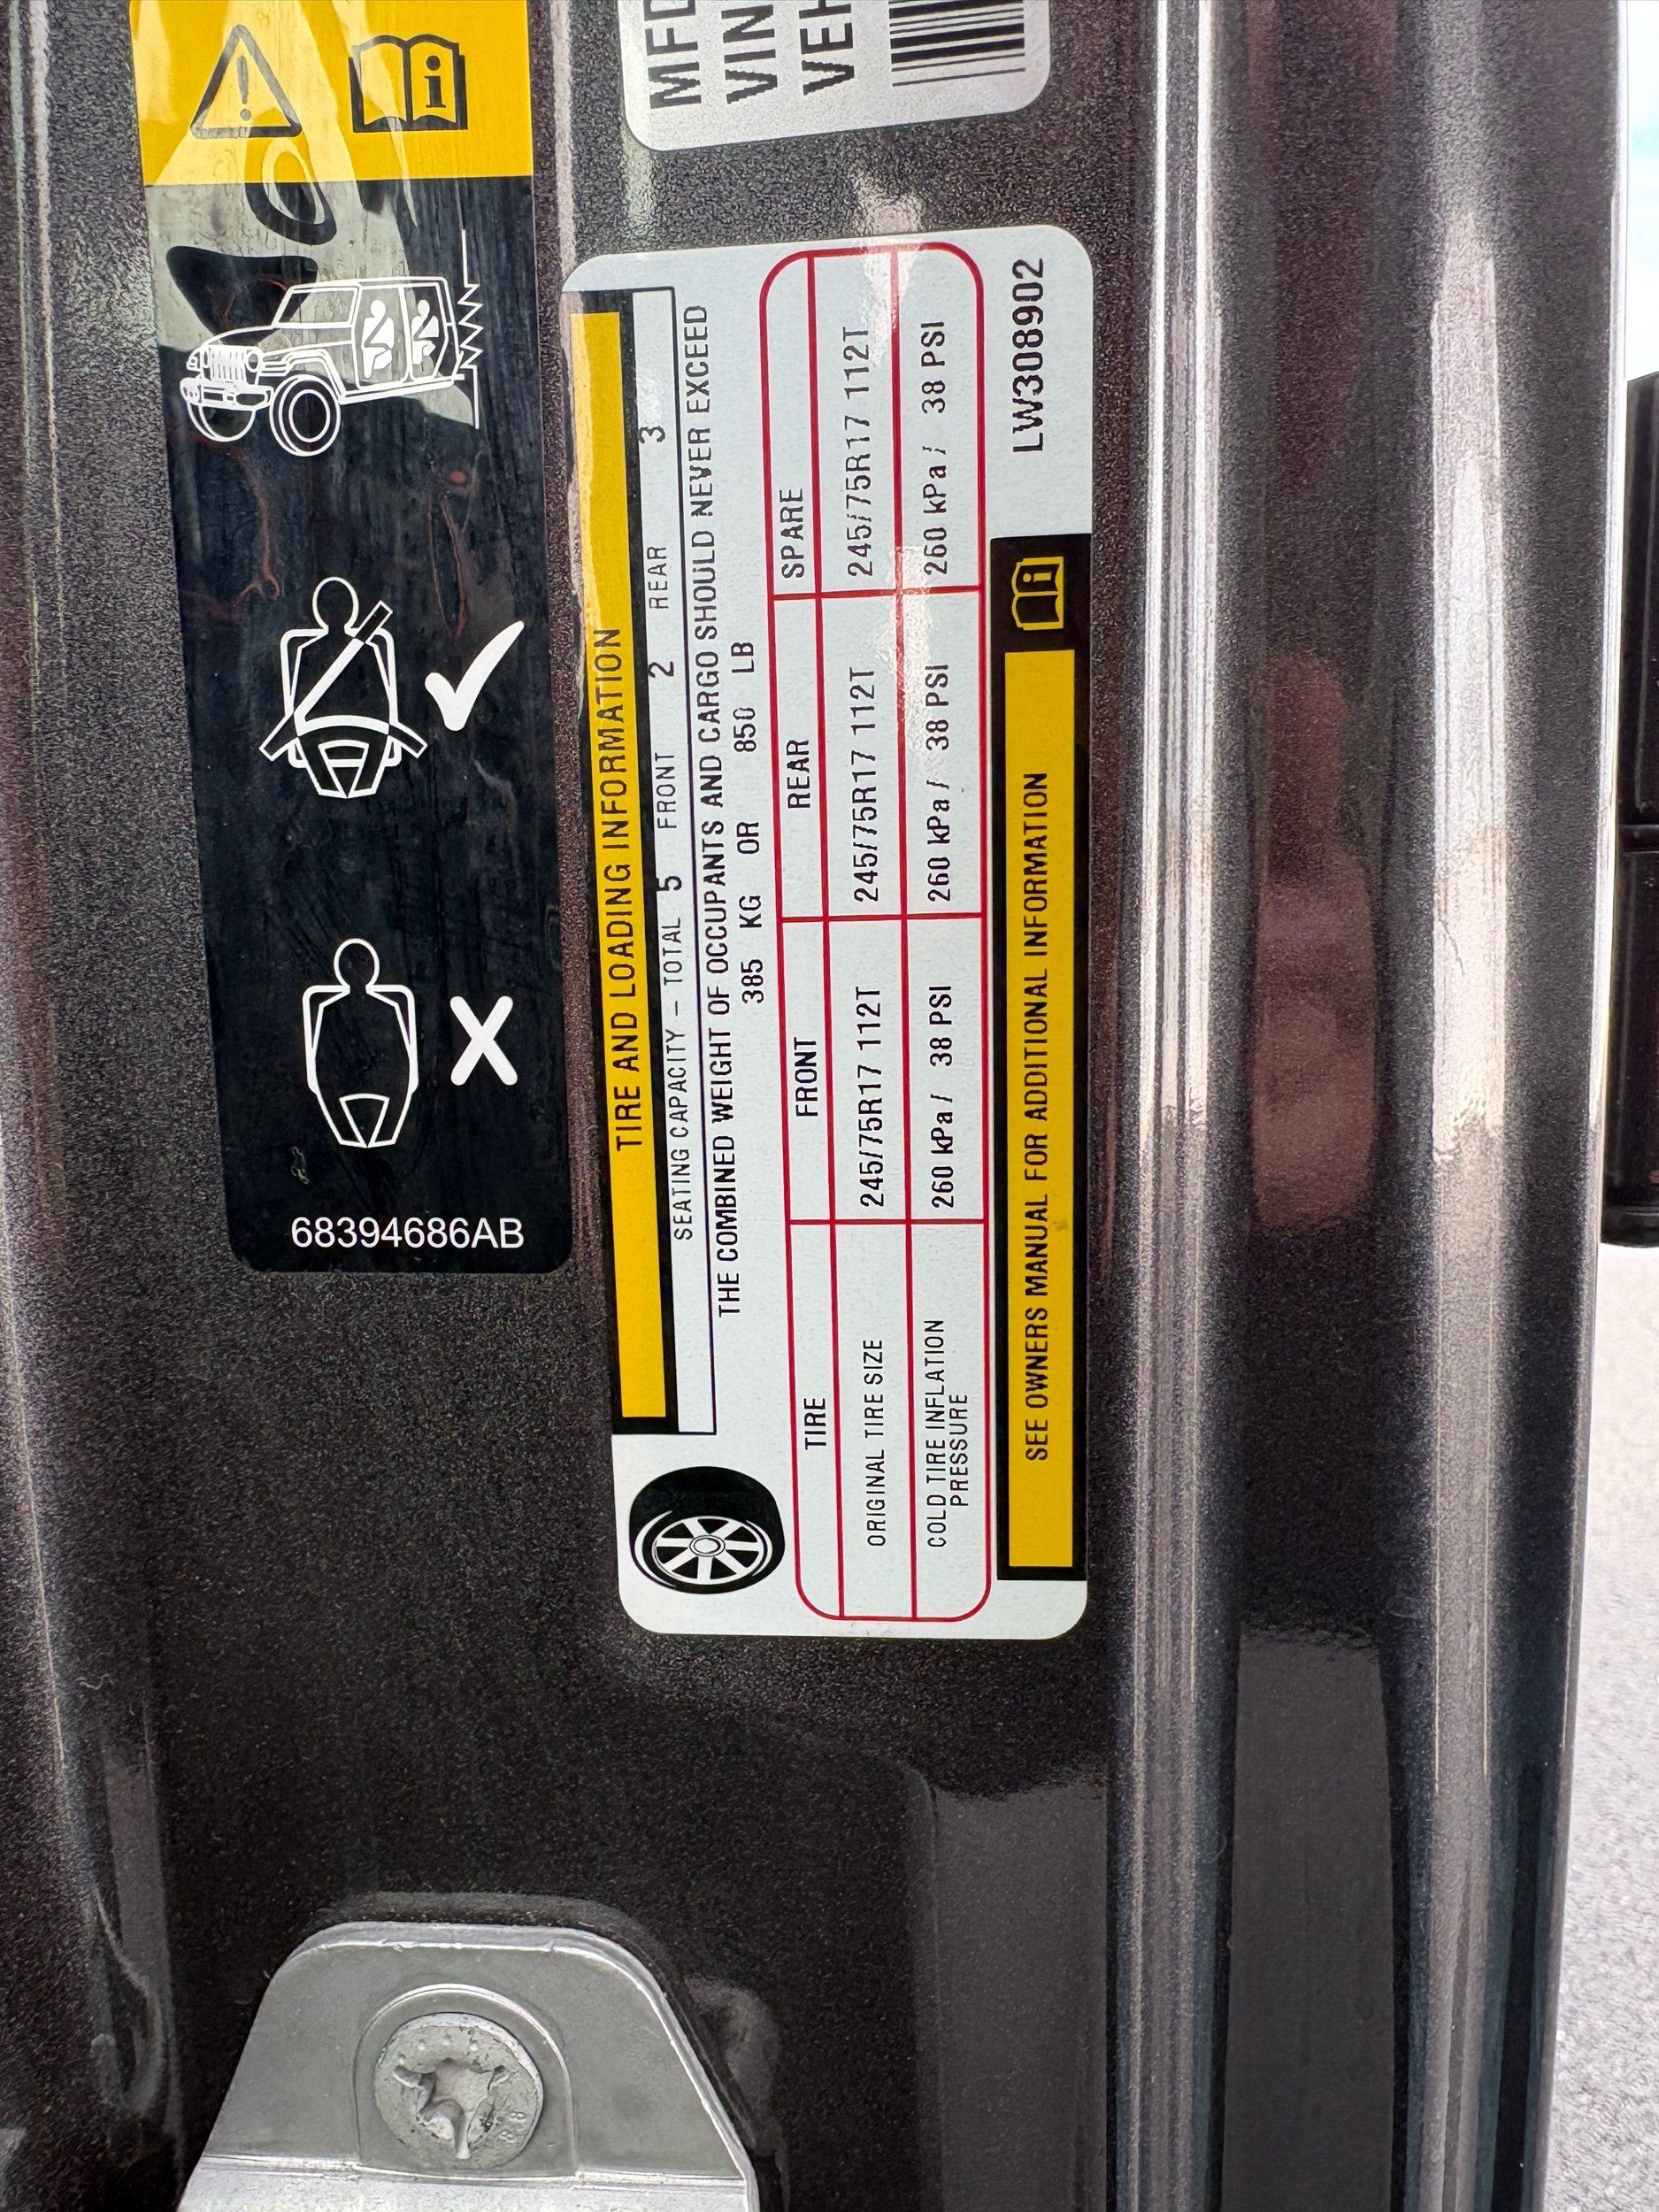 MFD
VIN
VEH
68394686AB
TIRE AND LOADING INFORMATION
SEATING CAPACITY – TOTAL 5 FRONT 2 REAR 3
THE COMBINED WEIGHT OF OCCUPANTS AND CARGO SHOULD NEVER EXCEED
385 KG OR 850 LB
TIRE FRONT REAR SPARE
ORIGINAL TIRE SIZE 245/75R17 112T 245/75R17 112T 245/75R17 112T
COLD TIRE INFLATION PRESSURE 260 kPa / 38 PSI 260 kPa / 38 PSI 260 kPa / 38 PSI
SEE OWNERS MANUAL FOR ADDITIONAL INFORMATION
LW308902
8.8